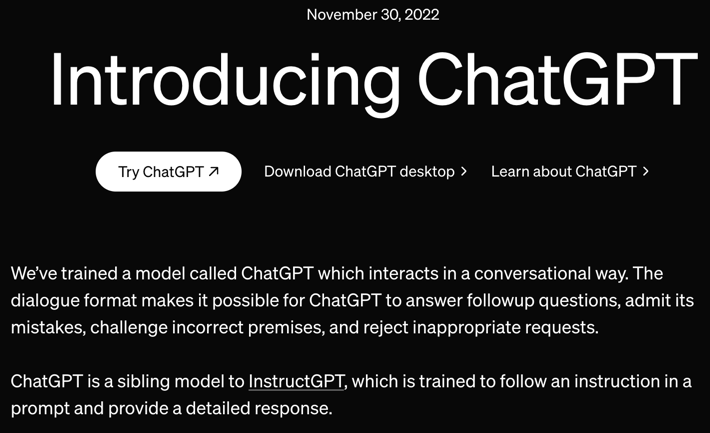 November 30, 2022
Introducing ChatGPT
Try ChatGPT ↗ Download ChatGPT desktop > Learn about ChatGPT >
We’ve trained a model called ChatGPT which interacts in a conversational way. The
dialogue format makes it possible for ChatGPT to answer followup questions, admit its
mistakes, challenge incorrect premises, and reject inappropriate requests.
ChatGPT is a sibling model to InstructGPT, which is trained to follow an instruction in a
prompt and provide a detailed response.